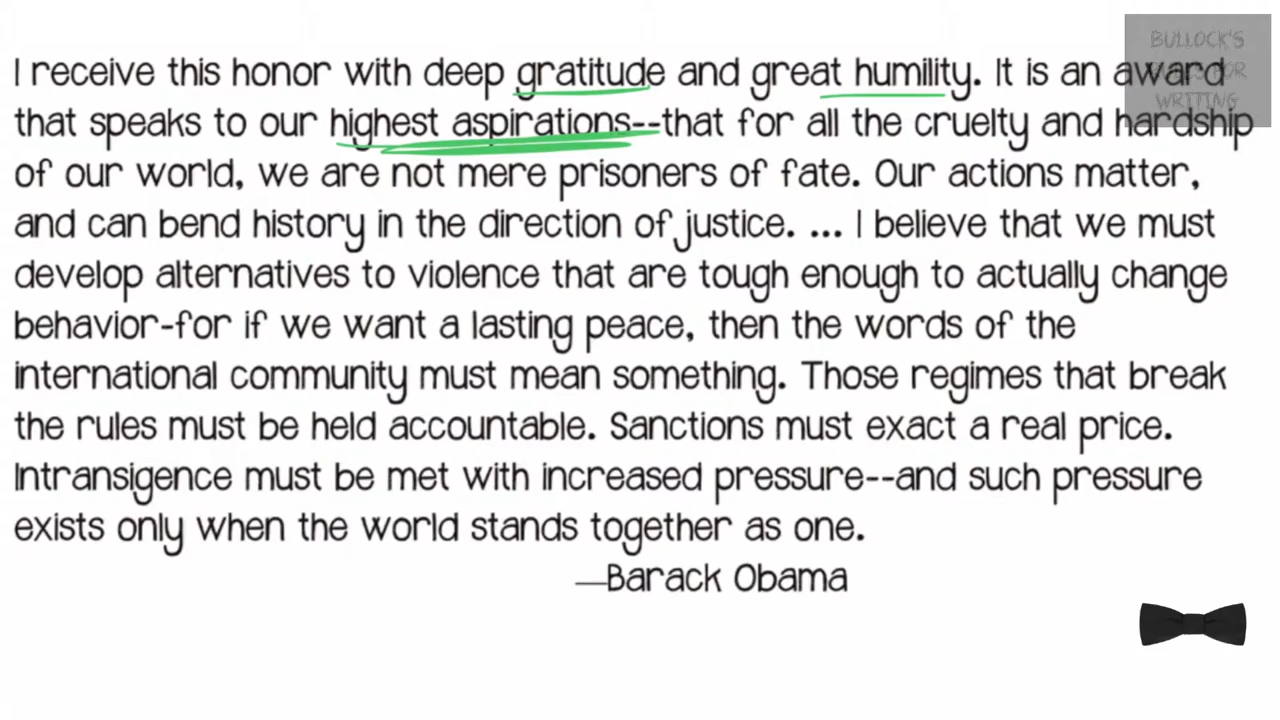 I receive this honor with deep gratitude and great humility. It is an award
that speaks to our highest aspirations--that for all the cruelty and hardship
of our world, we are not mere prisoners of fate. Our actions matter,
and can bend history in the direction of justice. ... I believe that we must
develop alternatives to violence that are tough enough to actually change
behavior-for if we want a lasting peace, then the words of the
international community must mean something. Those regimes that break
the rules must be held accountable. Sanctions must exact a real price.
Intransigence must be met with increased pressure--and such pressure
exists only when the world stands together as one.
—Barack Obama
BULLOCK'S
FOR
WRITING